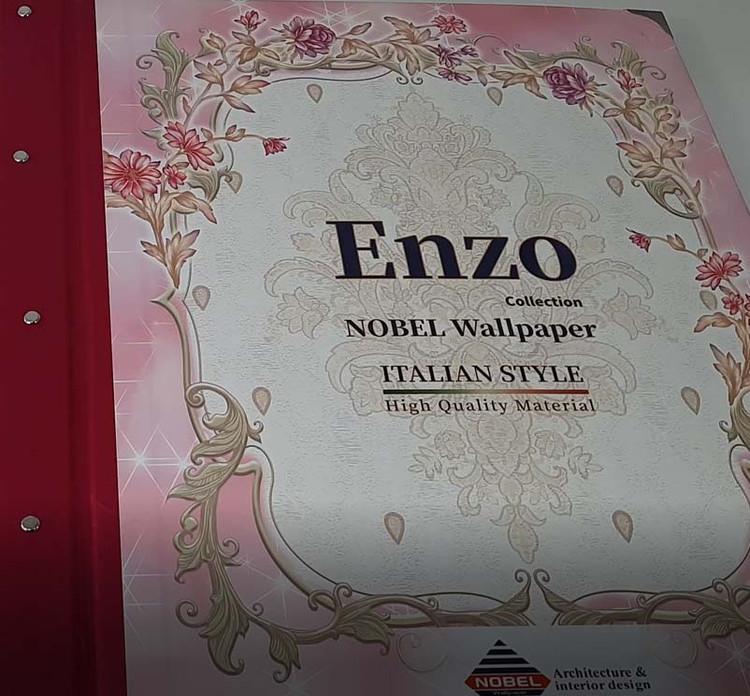 Enzo
Collection
NOBEL Wallpaper
ITALIAN STYLE
High Quality Material
NOBEL
Architecture &
interior design